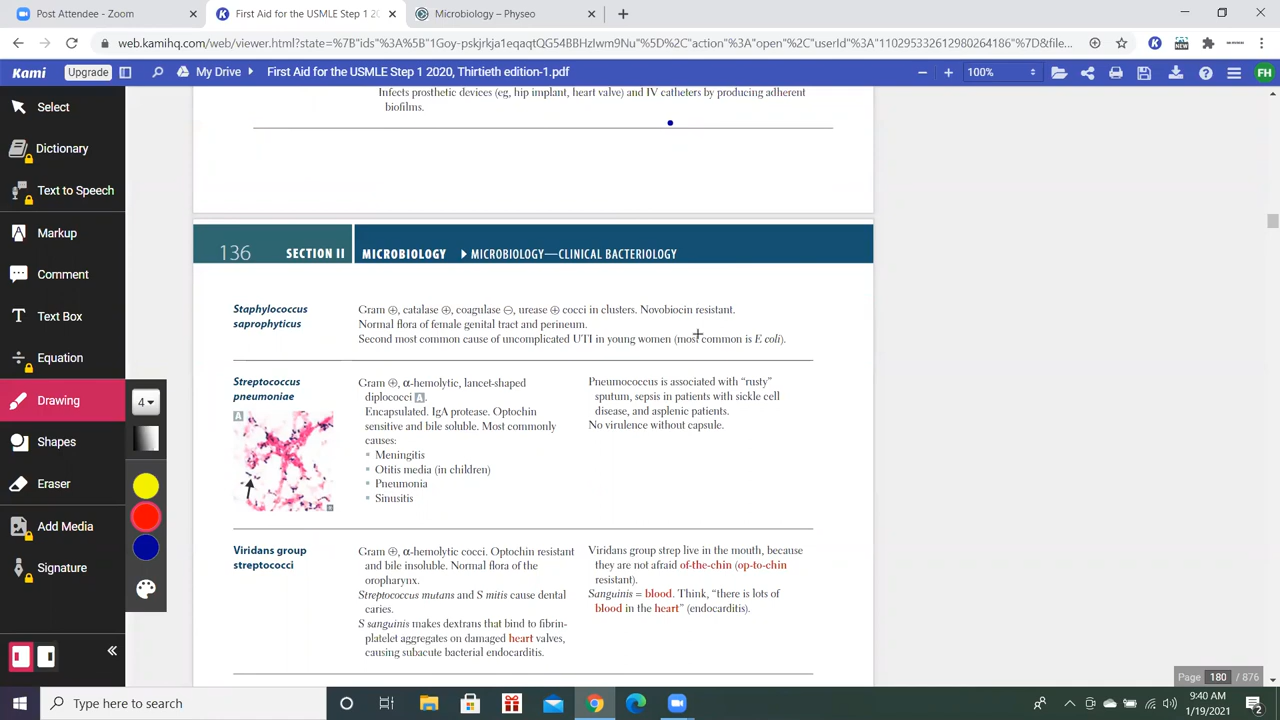 Post Attendee - Zoom
First Aid for the USMLE Step 1 20
Microbiology – Physeo
web.kamihq.com/web/viewer.html?state=%7B"ids"%3A%5B"1Goy-pskjrkja1eqaqtQG54BBHzlwm9Nu"%5D%2C"action"%3A"open"%2C"userId"%3A"110295332612980264186"%7D&file...
NEW
Kami
Upgrade
My Drive
First Aid for the USMLE Step 1 2020, Thirtieth edition-1.pdf
100%
FH
Select
Dictionary
Text to Speech
Markup
Comment
Text Box
Equation
Drawing
Shapes
Eraser
Add Media
Signature
4
Infects prosthetic devices (eg, hip implant, heart valve) and IV catheters by producing adherent
biofilms.
136 SECTION II MICROBIOLOGY MICROBIOLOGY—CLINICAL BACTERIOLOGY
Staphylococcus
saprophyticus
Gram ⊕, catalase ⊕, coagulase ⊖, urease ⊕ cocci in clusters. Novobiocin resistant.
Normal flora of female genital tract and perineum.
Second most common cause of uncomplicated UTI in young women (most common is E coli).
Streptococcus
pneumoniae
A
Gram ⊕, α-hemolytic, lancet-shaped
diplococci A.
Encapsulated. IgA protease. Optochin
sensitive and bile soluble. Most commonly
causes:
▪ Meningitis
▪ Otitis media (in children)
▪ Pneumonia
▪ Sinusitis
Pneumococcus is associated with “rusty”
sputum, sepsis in patients with sickle cell
disease, and asplenic patients.
No virulence without capsule.
Viridans group
streptococci
Gram ⊕, α-hemolytic cocci. Optochin resistant
and bile insoluble. Normal flora of the
oropharynx.
Streptococcus mutans and S mitis cause dental
caries.
S sanguinis makes dextrans that bind to fibrin-
platelet aggregates on damaged heart valves,
causing subacute bacterial endocarditis.
Viridans group strep live in the mouth, because
they are not afraid of-the-chin (op-to-chin
resistant).
Sanguinis = blood. Think, “there is lots of
blood in the heart” (endocarditis).
Page 180 / 876
Type here to search
9:40 AM
1/19/2021
2